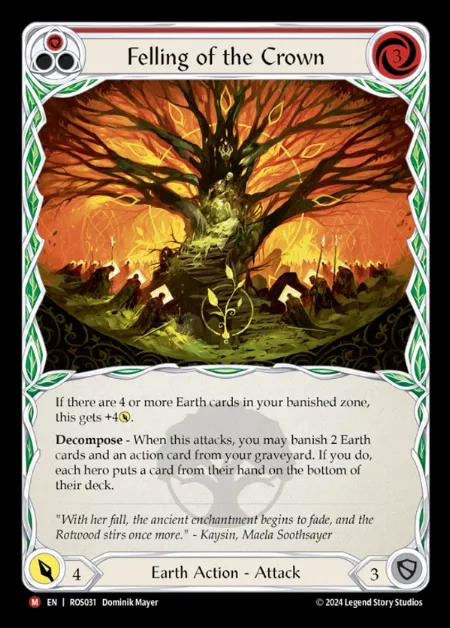 Felling of the Crown
3
If there are 4 or more Earth cards in your banished zone,
this gets +4.
Decompose - When this attacks, you may banish 2 Earth
cards and an action card from your graveyard. If you do,
each hero puts a card from their hand on the bottom of
their deck.
"With her fall, the ancient enchantment begins to fade, and the
Rotwood stirs once more." - Kaysin, Maela Soothsayer
4 Earth Action - Attack 3
M EN | ROS031 Dominik Mayer © 2024 Legend Story Studios